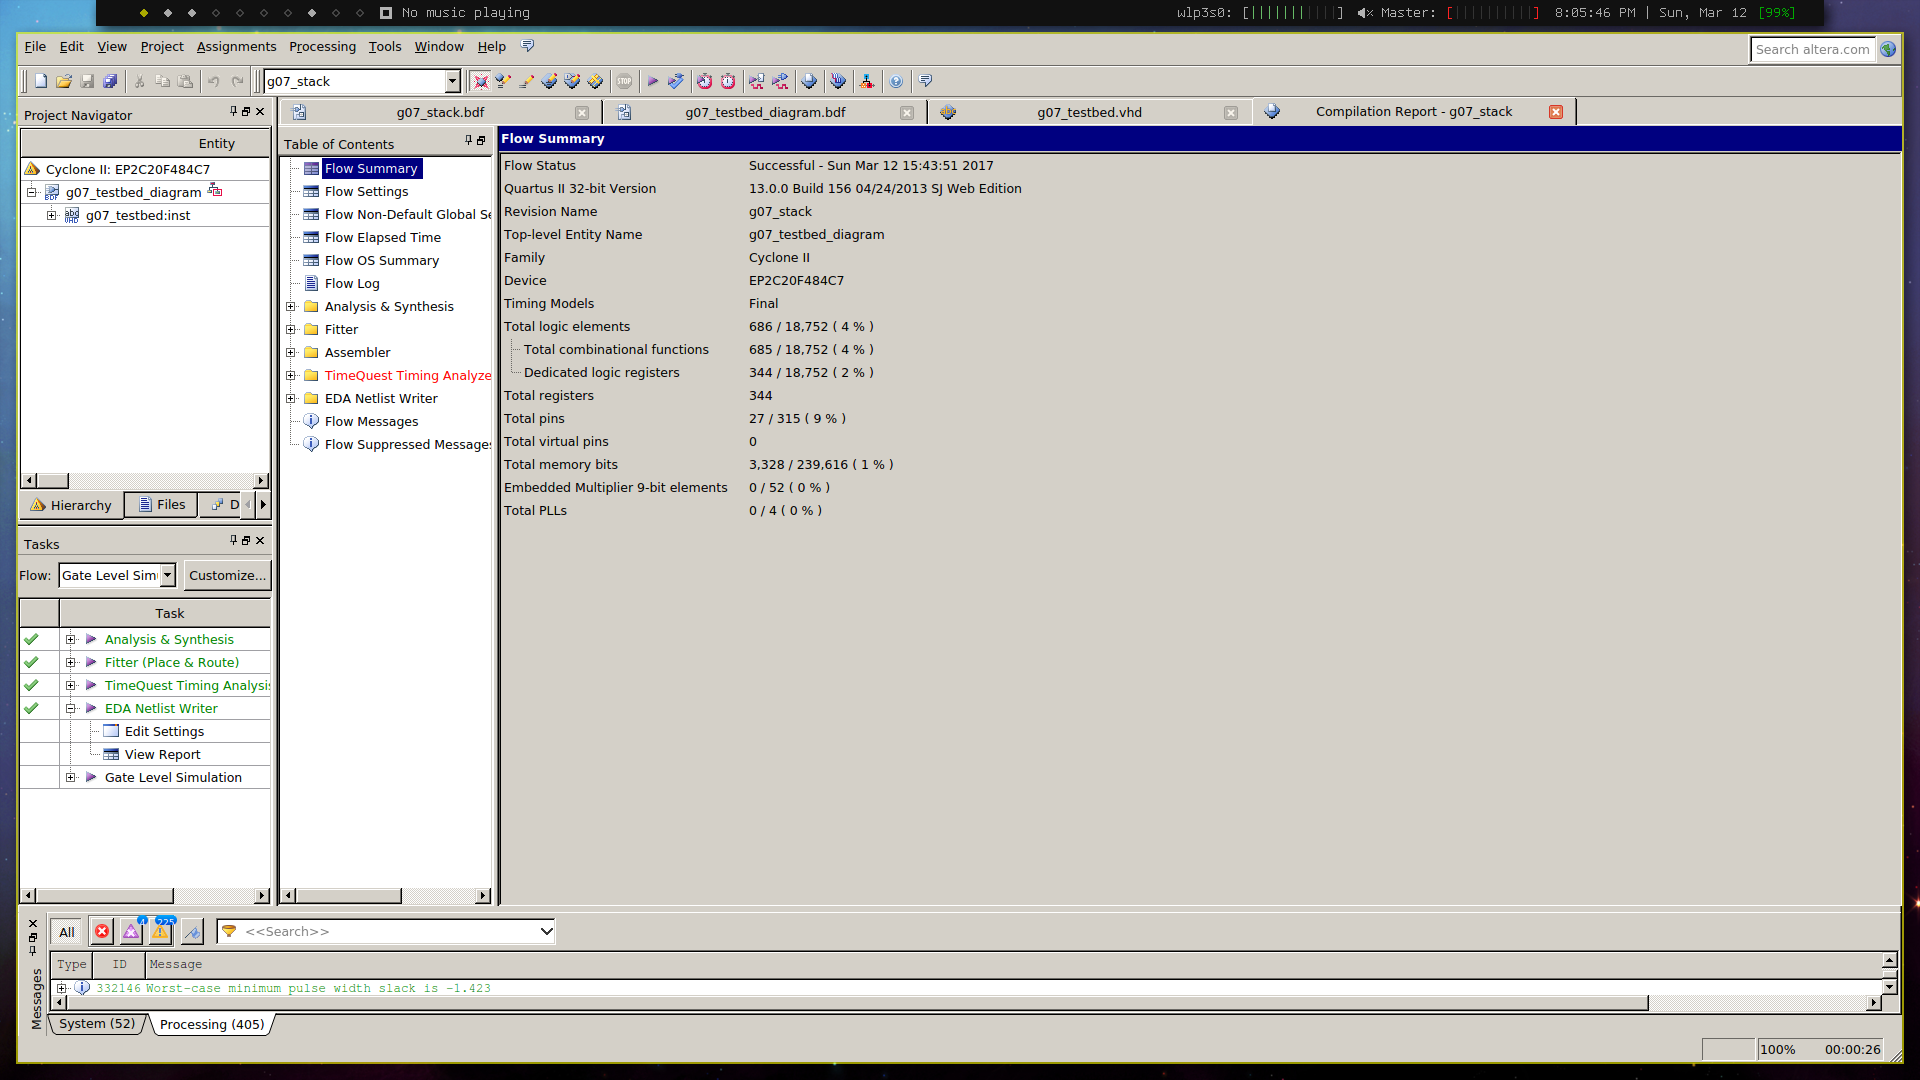 No music playing
wlp3s0: [||||||||||] Master: [||||||||||] 8:05:46 PM | Sun, Mar 12 [99%]
File Edit View Project Assignments Processing Tools Window Help
Search altera.com
g07_stack
STOP
Project Navigator
Entity
Cyclone II: EP2C20F484C7
g07_testbed_diagram
g07_testbed:inst
Hierarchy
Files
D
Tasks
Flow: Gate Level Sim Customize...
Task
Analysis & Synthesis
Fitter (Place & Route)
TimeQuest Timing Analysis
EDA Netlist Writer
Edit Settings
View Report
Gate Level Simulation
g07_stack.bdf
g07_testbed_diagram.bdf
g07_testbed.vhd
Compilation Report - g07_stack
Table of Contents
Flow Summary
Flow Settings
Flow Non-Default Global Se
Flow Elapsed Time
Flow OS Summary
Flow Log
Analysis & Synthesis
Fitter
Assembler
TimeQuest Timing Analyze
EDA Netlist Writer
Flow Messages
Flow Suppressed Messages
Flow Summary
Flow Status Successful - Sun Mar 12 15:43:51 2017
Quartus II 32-bit Version 13.0.0 Build 156 04/24/2013 SJ Web Edition
Revision Name g07_stack
Top-level Entity Name g07_testbed_diagram
Family Cyclone II
Device EP2C20F484C7
Timing Models Final
Total logic elements 686 / 18,752 ( 4 % )
Total combinational functions 685 / 18,752 ( 4 % )
Dedicated logic registers 344 / 18,752 ( 2 % )
Total registers 344
Total pins 27 / 315 ( 9 % )
Total virtual pins 0
Total memory bits 3,328 / 239,616 ( 1 % )
Embedded Multiplier 9-bit elements 0 / 52 ( 0 % )
Total PLLs 0 / 4 ( 0 % )
Messages
All
4
225
<<Search>>
Type ID Message
332146 Worst-case minimum pulse width slack is -1.423
System (52) Processing (405)
100% 00:00:26